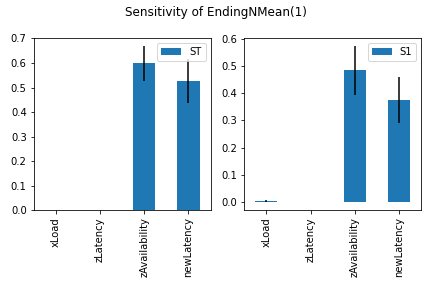 Sensitivity of EndingNMean(1)
0.7
0.6
0.5
0.4
0.3
0.2
0.1
0.0
ST
xLoad
zLatency
zAvailability
newLatency
0.6
0.5
0.4
0.3
0.2
0.1
0.0
S1
xLoad
zLatency
zAvailability
newLatency